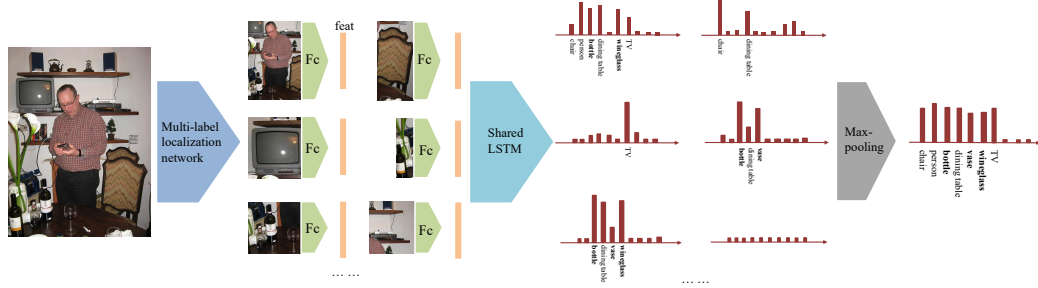 Multi-label
localization
network
feat
Fc
Fc
Fc
Fc
Fc
Fc
... ...
Shared
LSTM
chair
person
bottle
dining table
wineglass
TV
chair
dining table
TV
bottle
dining table
vase
bottle
dining table
vase
wineglass
... ...
Max-
pooling
chair
person
bottle
dining table
vase
wineglass
TV